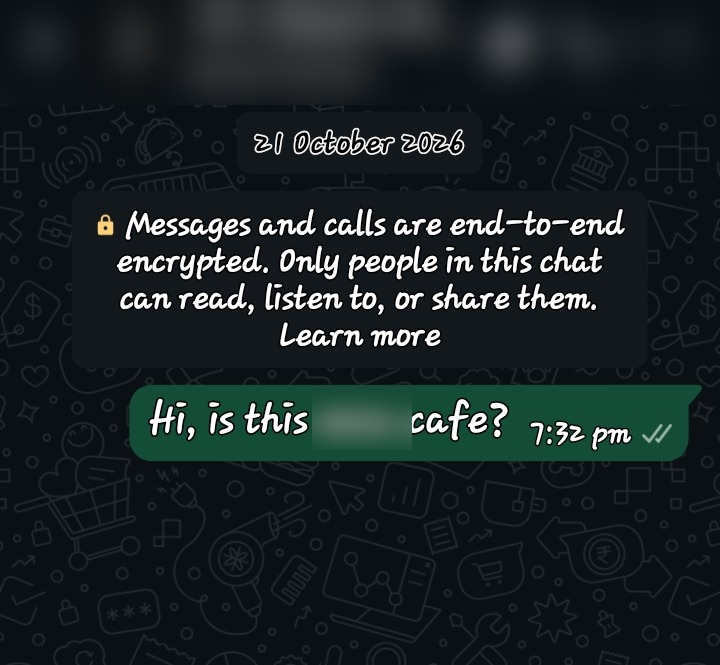 21 October 2026
Messages and calls are end-to-end
encrypted. Only people in this chat
can read, listen to, or share them.
Learn more
Hi, is this cafe? 7:32 pm